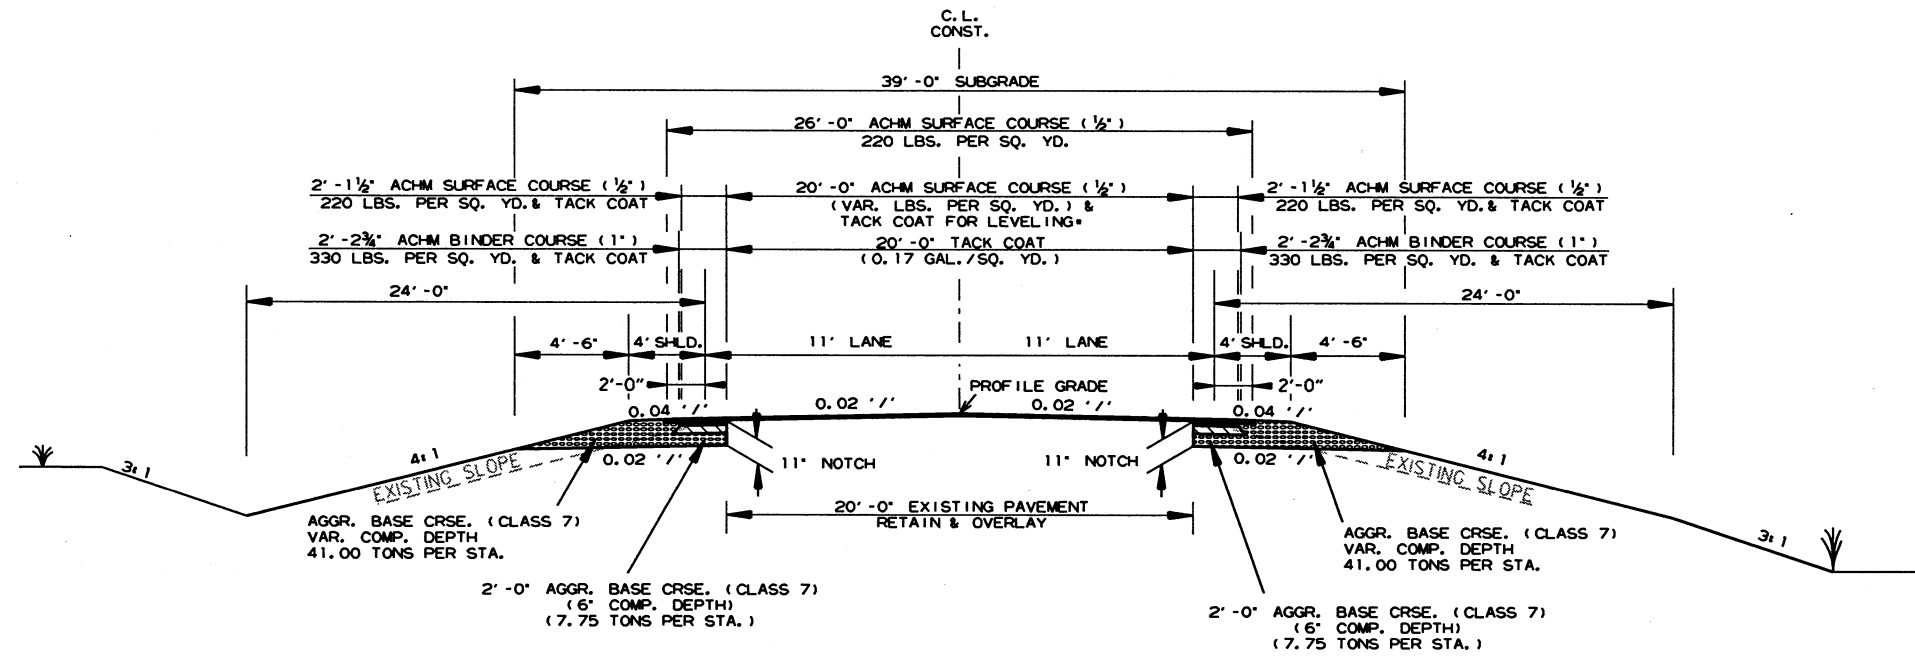 C.L.
CONST.
39'-0" SUBGRADE
26'-0" ACHM SURFACE COURSE (½")
220 LBS. PER SQ. YD.
2'-1½" ACHM SURFACE COURSE (½")
220 LBS. PER SQ. YD. & TACK COAT
20'-0" ACHM SURFACE COURSE (½")
(VAR. LBS. PER SQ. YD.) &
TACK COAT FOR LEVELING*
2'-1½" ACHM SURFACE COURSE (½")
220 LBS. PER SQ. YD. & TACK COAT
2'-2¾" ACHM BINDER COURSE (1")
330 LBS. PER SQ. YD. & TACK COAT
20'-0" TACK COAT
(0.17 GAL./SQ. YD.)
2'-2¾" ACHM BINDER COURSE (1")
330 LBS. PER SQ. YD. & TACK COAT
24'-0"
24'-0"
4'-6"
4' SHLD.
11' LANE
11' LANE
4' SHLD.
4'-6"
2'-0"
PROFILE GRADE
2'-0"
0.04 '/'
0.02 '/'
0.02 '/'
0.04 '/'
3:1
4:1
EXISTING SLOPE
0.02 '/'
11" NOTCH
11" NOTCH
0.02 '/'
EXISTING SLOPE
4:1
3:1
20'-0" EXISTING PAVEMENT
RETAIN & OVERLAY
AGGR. BASE CRSE. (CLASS 7)
VAR. COMP. DEPTH
41.00 TONS PER STA.
AGGR. BASE CRSE. (CLASS 7)
VAR. COMP. DEPTH
41.00 TONS PER STA.
2'-0" AGGR. BASE CRSE. (CLASS 7)
(6" COMP. DEPTH)
(7.75 TONS PER STA.)
2'-0" AGGR. BASE CRSE. (CLASS 7)
(6" COMP. DEPTH)
(7.75 TONS PER STA.)